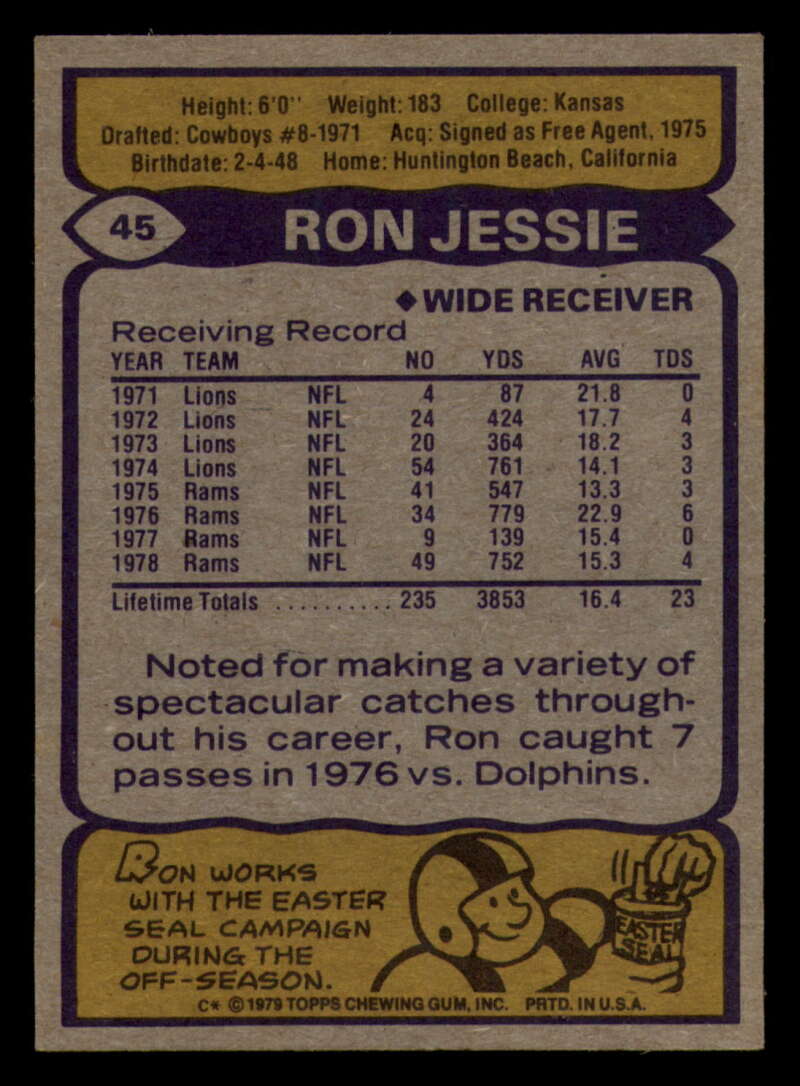 Height: 6'0" Weight: 183 College: Kansas
Drafted: Cowboys #8-1971 Acq: Signed as Free Agent, 1975
Birthdate: 2-4-48 Home: Huntington Beach, California
45 RON JESSIE
◆WIDE RECEIVER
Receiving Record
YEAR TEAM NO YDS AVG TDS
1971 Lions NFL 4 87 21.8 0
1972 Lions NFL 24 424 17.7 4
1973 Lions NFL 20 364 18.2 3
1974 Lions NFL 54 761 14.1 3
1975 Rams NFL 41 547 13.3 3
1976 Rams NFL 34 779 22.9 6
1977 Rams NFL 9 139 15.4 0
1978 Rams NFL 49 752 15.3 4
Lifetime Totals .......... 235 3853 16.4 23
Noted for making a variety of
spectacular catches through-
out his career, Ron caught 7
passes in 1976 vs. Dolphins.
RON WORKS
WITH THE EASTER
SEAL CAMPAIGN
DURING THE
OFF-SEASON.
EASTER
SEAL
C* © 1979 TOPPS CHEWING GUM, INC. PRTD. IN U.S.A.